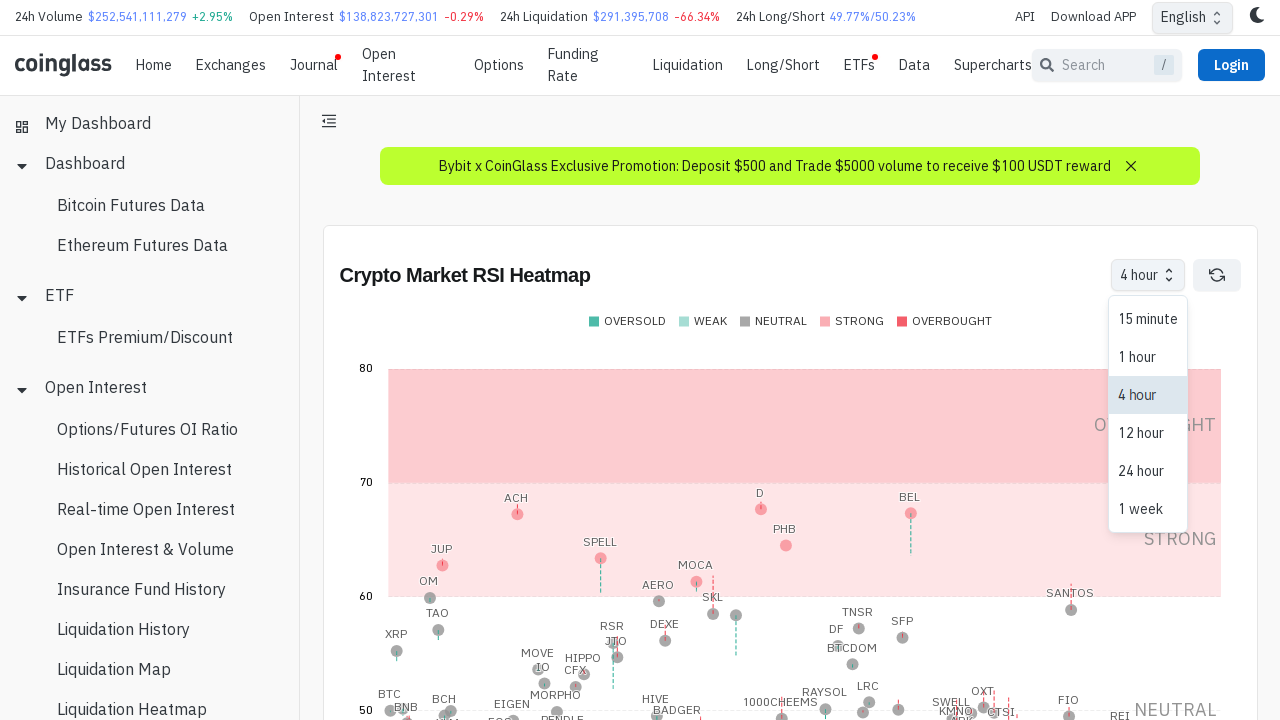 24h Volume $252,541,111,279 +2.95% Open Interest $138,823,727,301 -0.29% 24h Liquidation $291,395,708 -66.34% 24h Long/Short 49.77%/50.23% API Download APP English
coinglass Home Exchanges Journal Open Interest Options Funding Rate Liquidation Long/Short ETFs Data Supercharts Search / Login
My Dashboard
Dashboard
Bitcoin Futures Data
Ethereum Futures Data
ETF
ETFs Premium/Discount
Open Interest
Options/Futures OI Ratio
Historical Open Interest
Real-time Open Interest
Open Interest & Volume
Insurance Fund History
Liquidation History
Liquidation Map
Liquidation Heatmap
Bybit x CoinGlass Exclusive Promotion: Deposit $500 and Trade $5000 volume to receive $100 USDT reward
Crypto Market RSI Heatmap
4 hour
15 minute
1 hour
4 hour
12 hour
24 hour
1 week
OVERSOLD WEAK NEUTRAL STRONG OVERBOUGHT
80
70
ACH D BEL
PHB
STRONG
SPELL
JUP
MOCA
OM AERO
60 SKL SANTOS
TAO TNSR
SFP
RSR DEXE DF
XRP JTO BTCDOM
MOVE HIPPO
IO CFX
BTC BCH MORPHO HIVE RAYSOL LRC OXT
BNB EIGEN BADGER 1000CHEEMS SWELL FIO
50 KMNO CTSI REI NEUTRAL